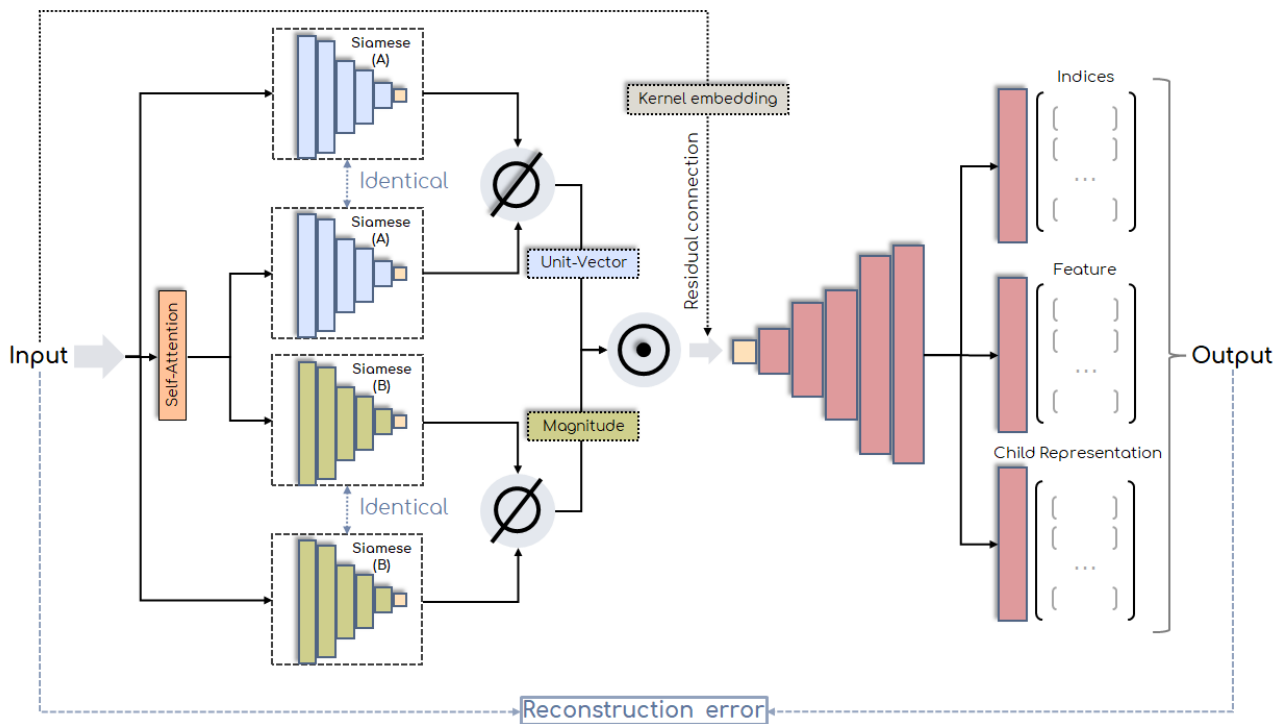 Siamese
(A)
Identical
Siamese
(A)
Input
Self-Attention
Siamese
(B)
Identical
Siamese
(B)
Unit-Vector
Magnitude
Kernel embedding
Residual connection
Indices
...
Feature
...
Child Representation
...
Output
Reconstruction error